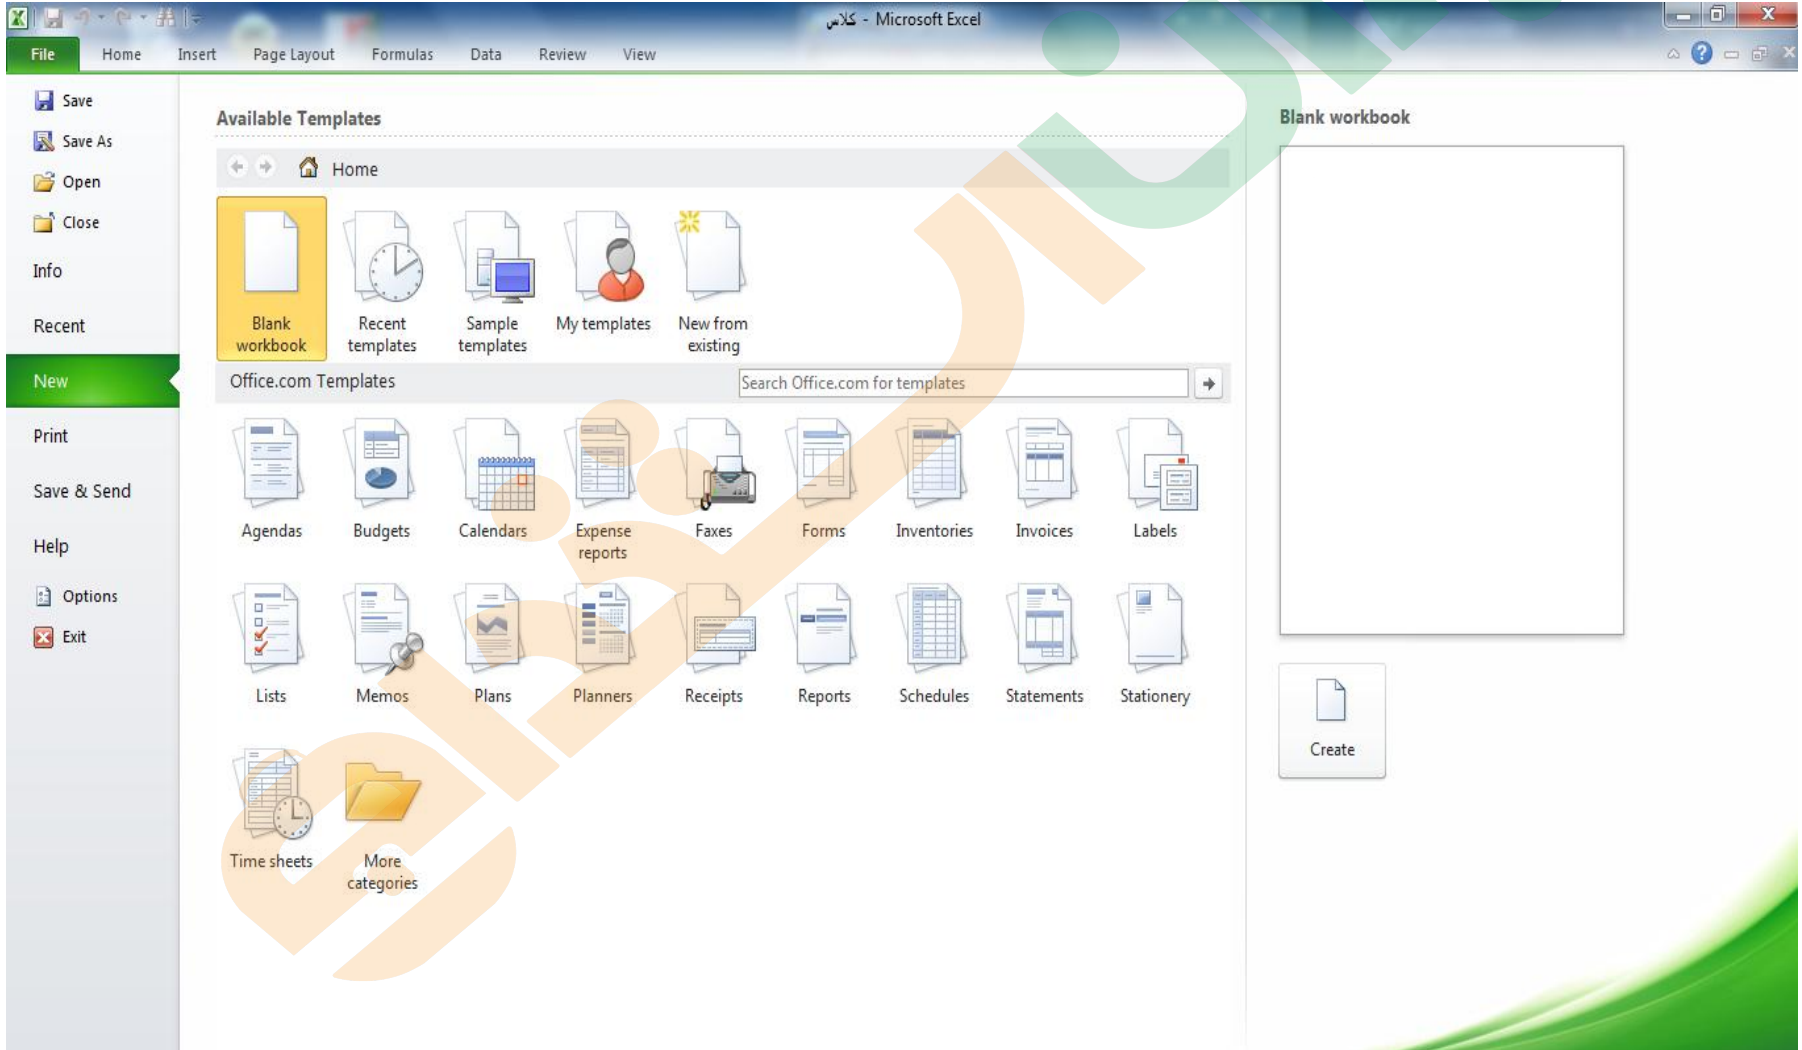 كلاس - Microsoft Excel
File Home Insert Page Layout Formulas Data Review View
Save
Save As
Open
Close
Info
Recent
New
Print
Save & Send
Help
Options
Exit
Available Templates
Home
Blank workbook
Recent templates
Sample templates
My templates
New from existing
Office.com Templates
Search Office.com for templates
Agendas
Budgets
Calendars
Expense reports
Faxes
Forms
Inventories
Invoices
Labels
Lists
Memos
Plans
Planners
Receipts
Reports
Schedules
Statements
Stationery
Time sheets
More categories
Blank workbook
Create